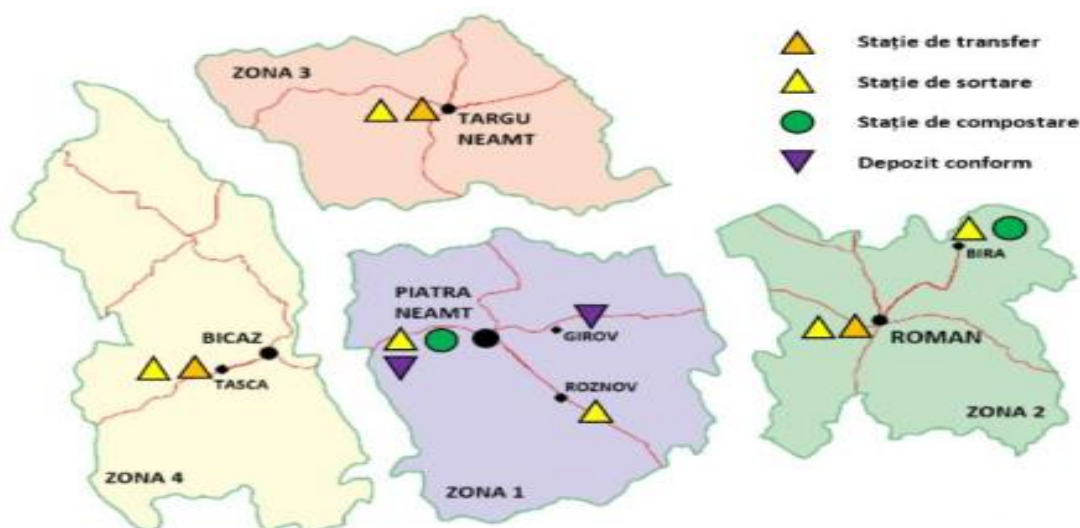 ZONA 3
TARGU
NEAMT
Stație de transfer
Stație de sortare
Stație de compostare
Depozit conform
BICAZ
TASCA
ZONA 4
PIATRA
NEAMT
GIROV
ROZNOV
ZONA 1
BIRA
ROMAN
ZONA 2